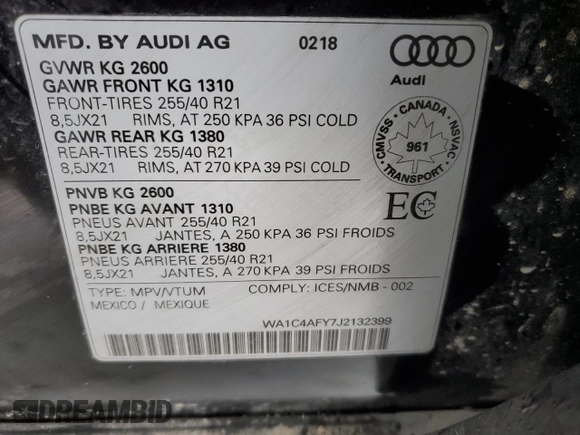 MFD. BY AUDI AG 0218
GVWR KG 2600
GAWR FRONT KG 1310
Audi
FRONT-TIRES 255/40 R21
8,5JX21 RIMS, AT 250 KPA 36 PSI COLD
GAWR REAR KG 1380
REAR-TIRES 255/40 R21
8,5JX21 RIMS, AT 270 KPA 39 PSI COLD
CMVSS - CANADA - NSVAC
961
TRANSPORT
PNVB KG 2600
PNBE KG AVANT 1310
PNEUS AVANT 255/40 R21
8,5JX21 JANTES, A 250 KPA 36 PSI FROIDS
PNBE KG ARRIERE 1380
PNEUS ARRIERE 255/40 R21
8,5JX21 JANTES, A 270 KPA 39 PSI FROIDS
EC
TYPE: MPV/VTUM COMPLY: ICES/NMB - 002
MEXICO / MEXIQUE
WA1C4AFY7J2132399
DREAMBID